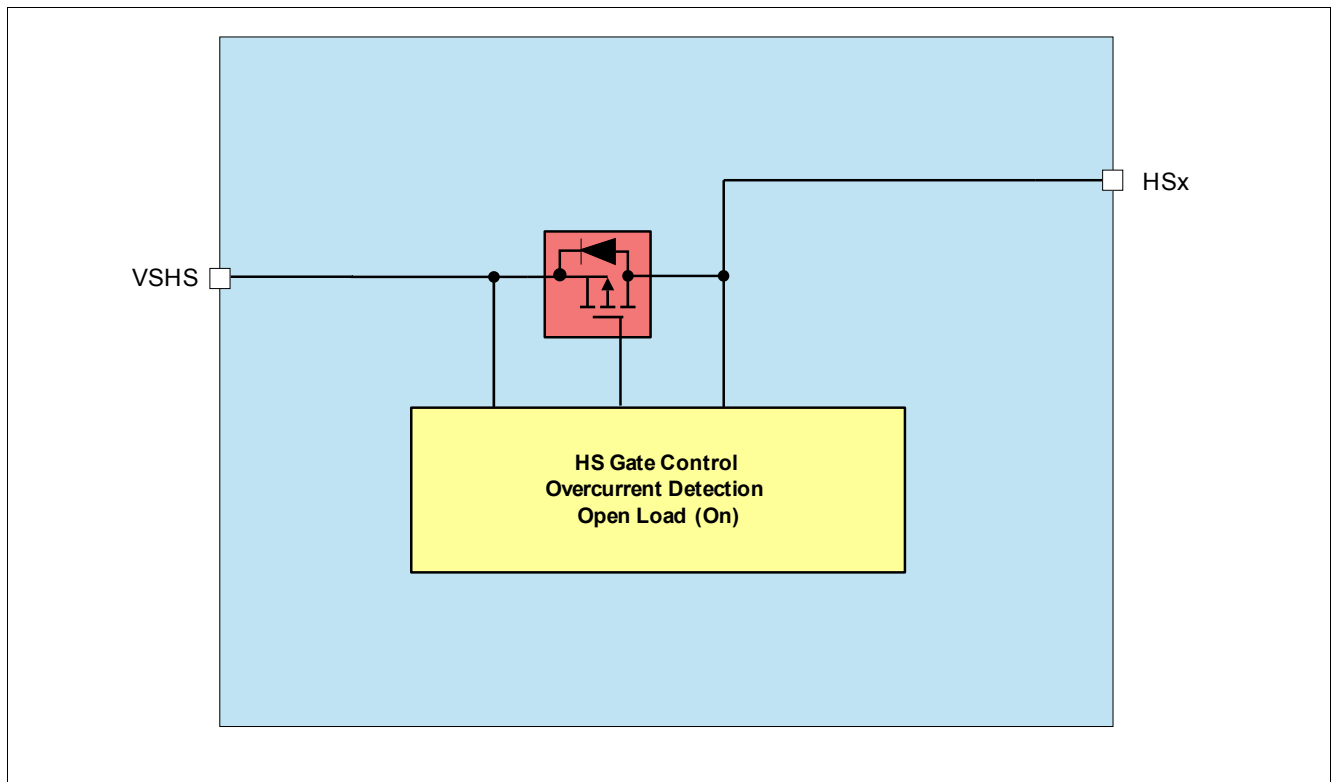 HSx
VSHS
HS Gate Control
Overcurrent Detection
Open Load (On)